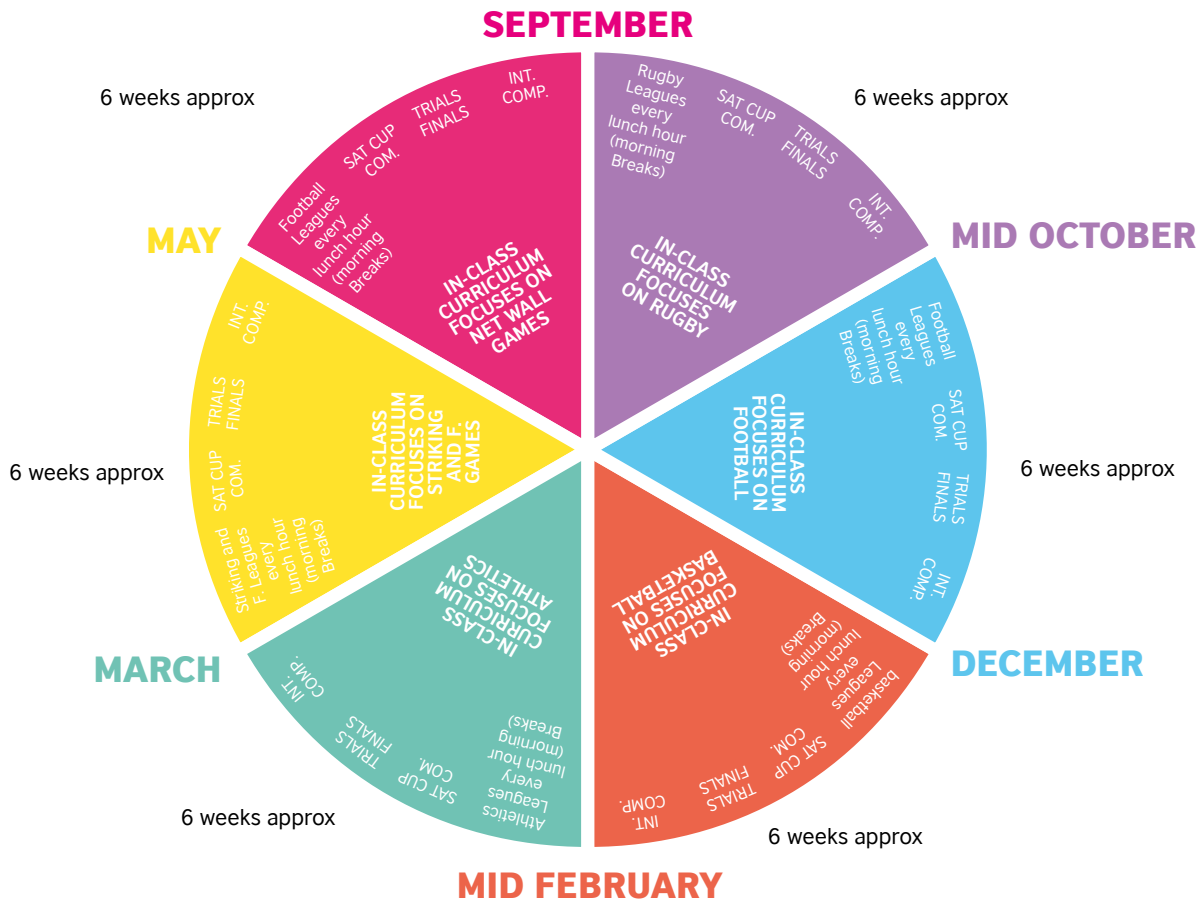 SEPTEMBER
6 weeks approx
Rugby
Leagues
every
lunch hour
(morning
Breaks)
SAT CUP
COM.
TRIALS
FINALS
INT.
COMP.
IN-CLASS
CURRICULUM
FOCUSES
ON RUGBY
MID OCTOBER
Football
Leagues
every
lunch hour
(morning
Breaks)
SAT CUP
COM.
TRIALS
FINALS
INT.
COMP.
IN-CLASS
CURRICULUM
FOCUSES ON
FOOTBALL
6 weeks approx
DECEMBER
basketball
Leagues
every
lunch hour
(morning
Breaks)
SAT CUP
COM.
TRIALS
FINALS
INT.
COMP.
IN-CLASS
CURRICULUM
FOCUSES ON
BASKETBALL
6 weeks approx
MID FEBRUARY
Athletics
Leagues
every
lunch hour
(morning
Breaks)
SAT CUP
COM.
TRIALS
FINALS
INT.
COMP.
IN-CLASS
CURRICULUM
FOCUSES ON
ATHLETICS
6 weeks approx
MARCH
Striking and
F. Leagues
every
lunch hour
(morning
Breaks)
SAT CUP
COM.
TRIALS
FINALS
INT.
COMP.
IN-CLASS
CURRICULUM
FOCUSES ON
STRIKING
AND F.
GAMES
6 weeks approx
MAY
Football
Leagues
every
lunch hour
(morning
Breaks)
SAT CUP
COM.
TRIALS
FINALS
INT.
COMP.
IN-CLASS
CURRICULUM
FOCUSES ON
NET WALL
GAMES
6 weeks approx